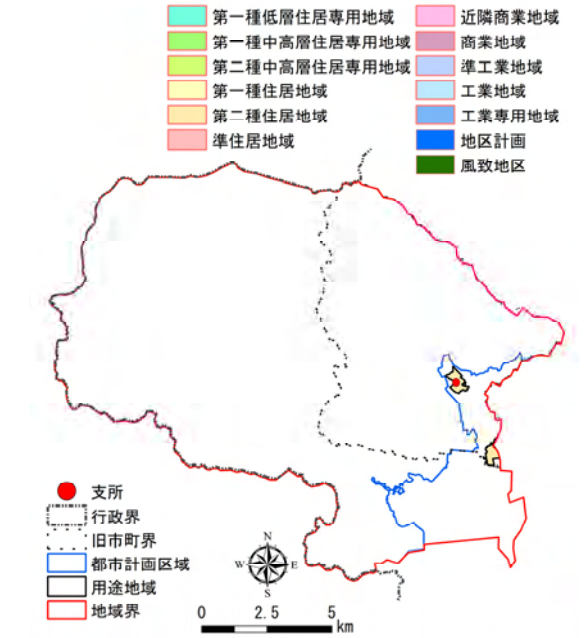 第一種低層住居専用地域
第一種中高層住居専用地域
第二種中高層住居専用地域
第一種住居地域
第二種住居地域
準住居地域
近隣商業地域
商業地域
準工業地域
工業地域
工業専用地域
地区計画
風致地区
支所
行政界
旧市町界
都市計画区域
用途地域
地域界
N
W E
S
0 2.5 5
km